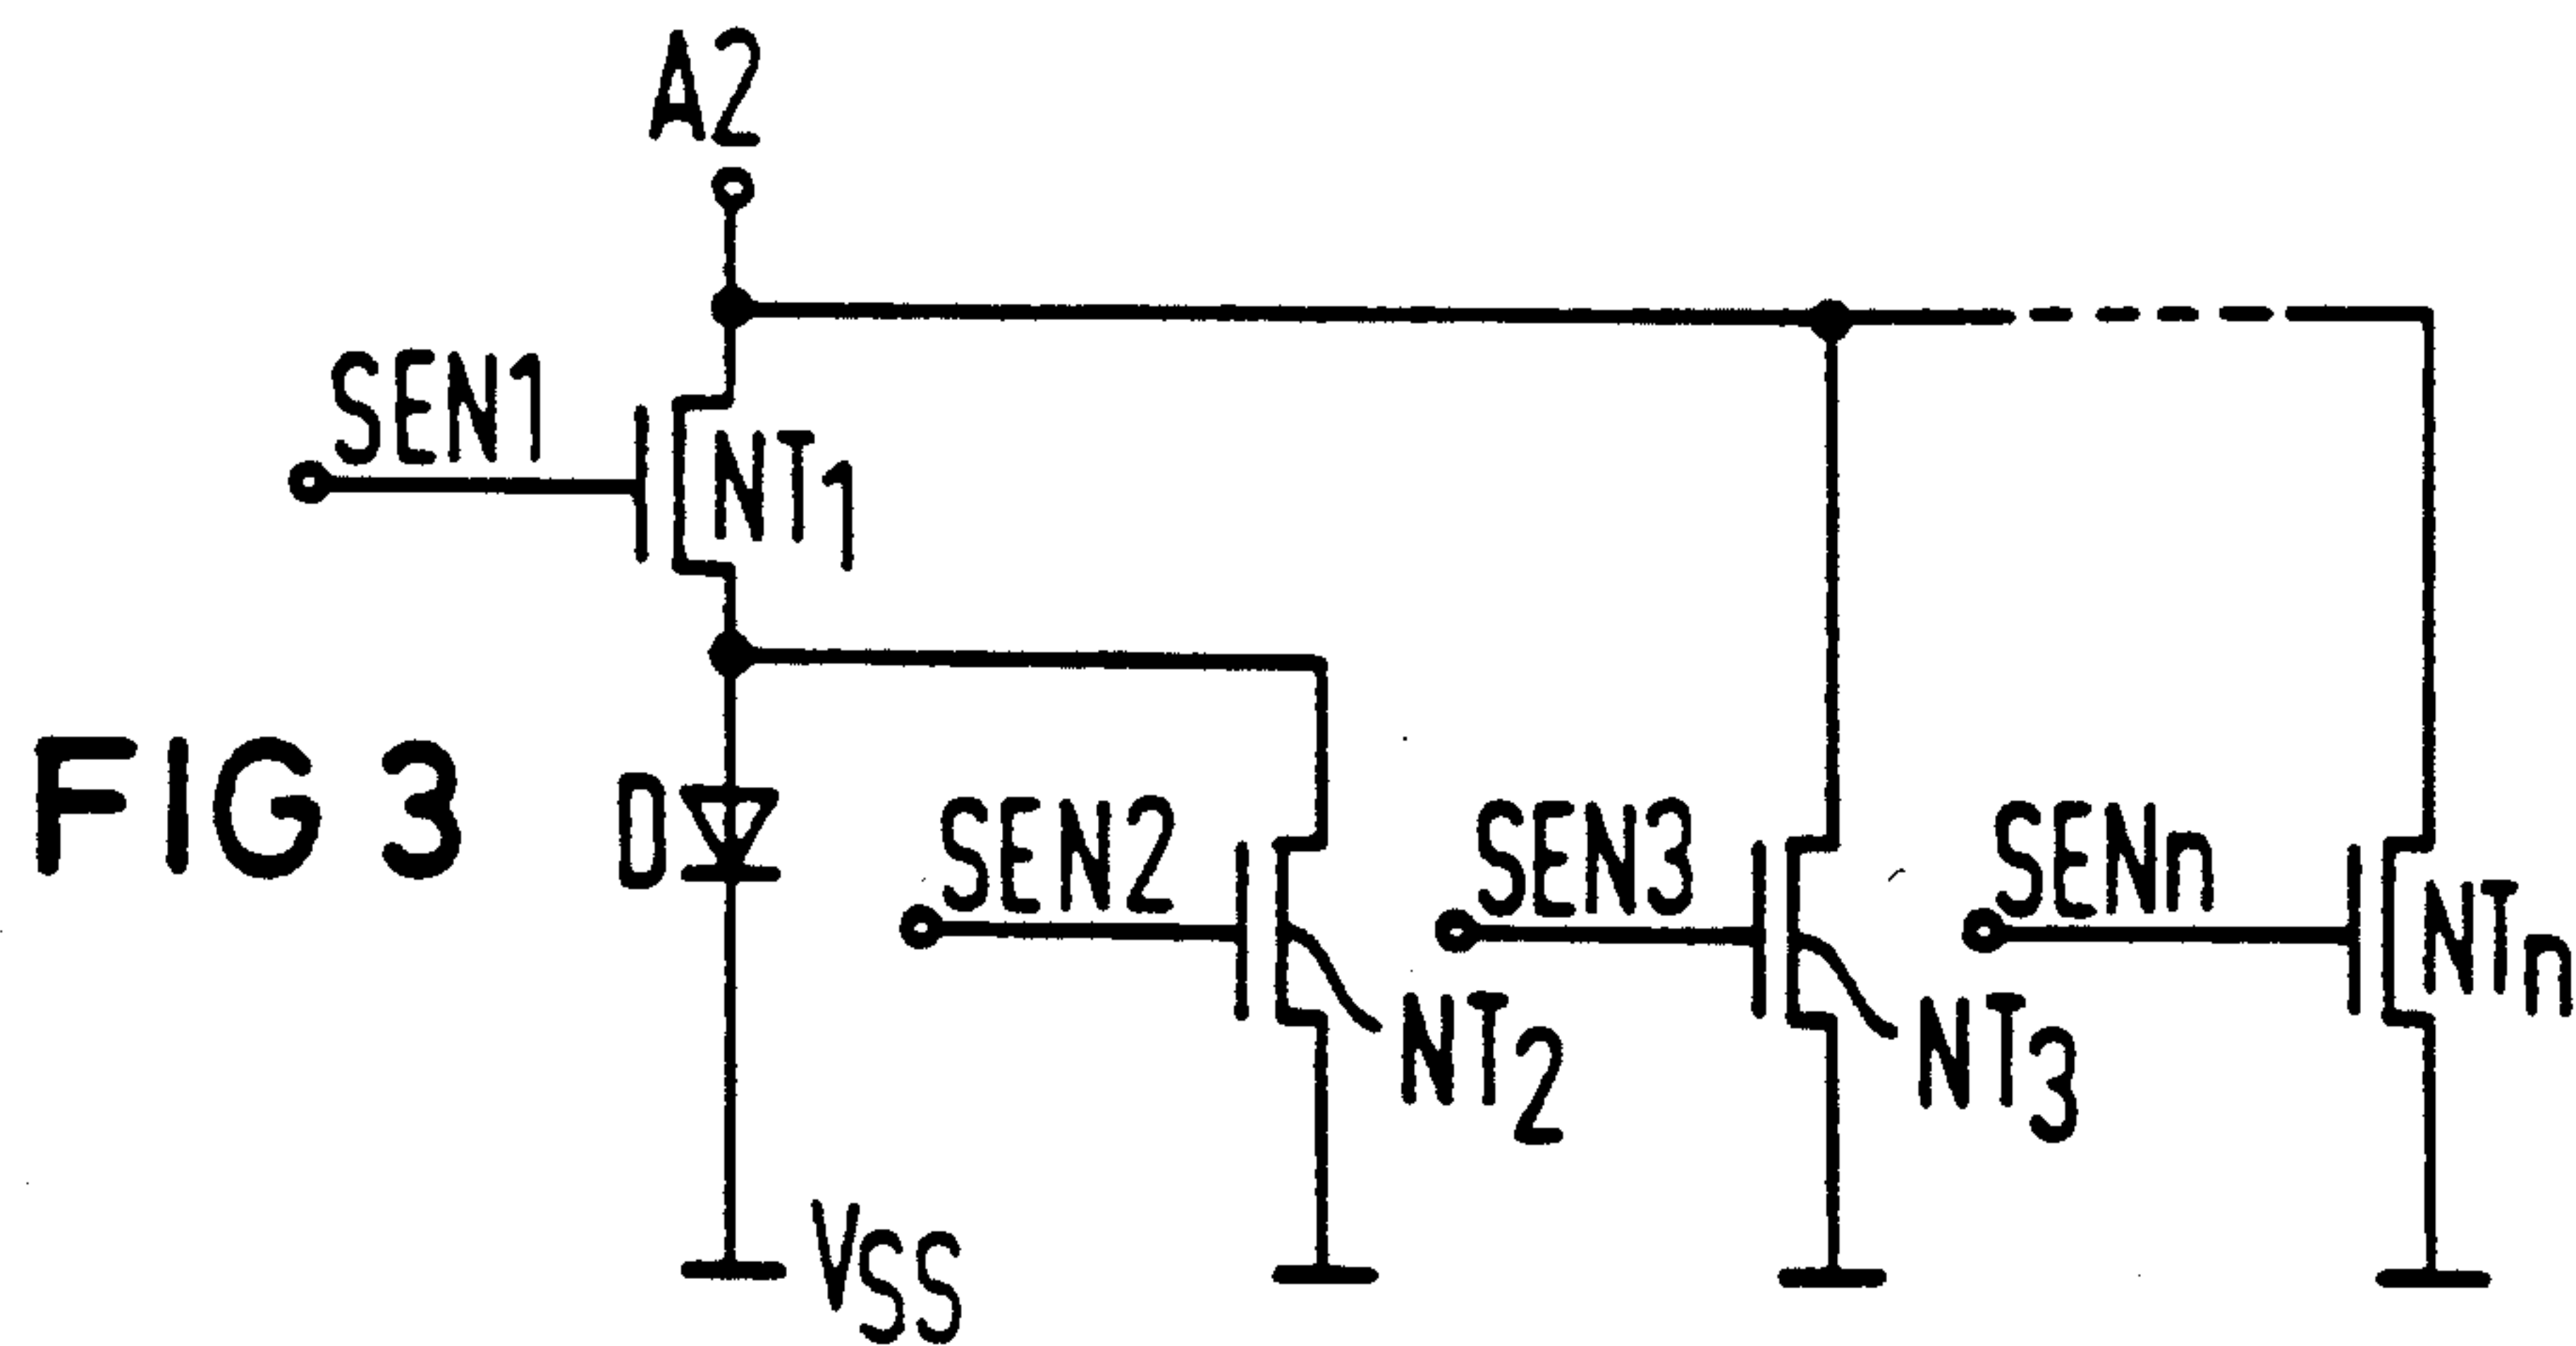 A2
SEN1
NT1
FIG 3
D
SEN2
SEN3
SENn
NTn
NT2
NT3
VSS